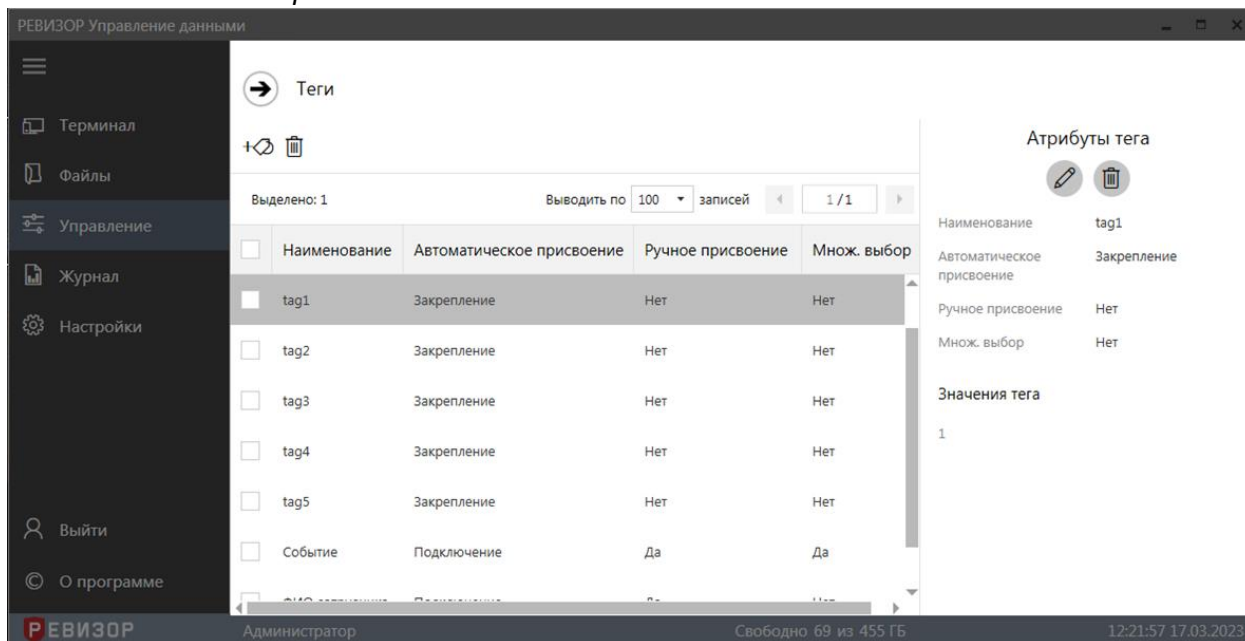 РЕВИЗОР Управление данными
Теги
Терминал
Файлы
Управление
Журнал
Настройки
Выйти
О программе
Выделено: 1
Выводить по 100 записей 1 / 1
Наименование Автоматическое присвоение Ручное присвоение Множ. выбор
tag1 Закрепление Нет Нет
tag2 Закрепление Нет Нет
tag3 Закрепление Нет Нет
tag4 Закрепление Нет Нет
tag5 Закрепление Нет Нет
Событие Подключение Да Да
Атрибуты тега
Наименование tag1
Автоматическое присвоение Закрепление
Ручное присвоение Нет
Множ. выбор Нет
Значения тега
1
РЕВИЗОР Администратор Свободно 69 из 455 ГБ 12:21:57 17.03.2023